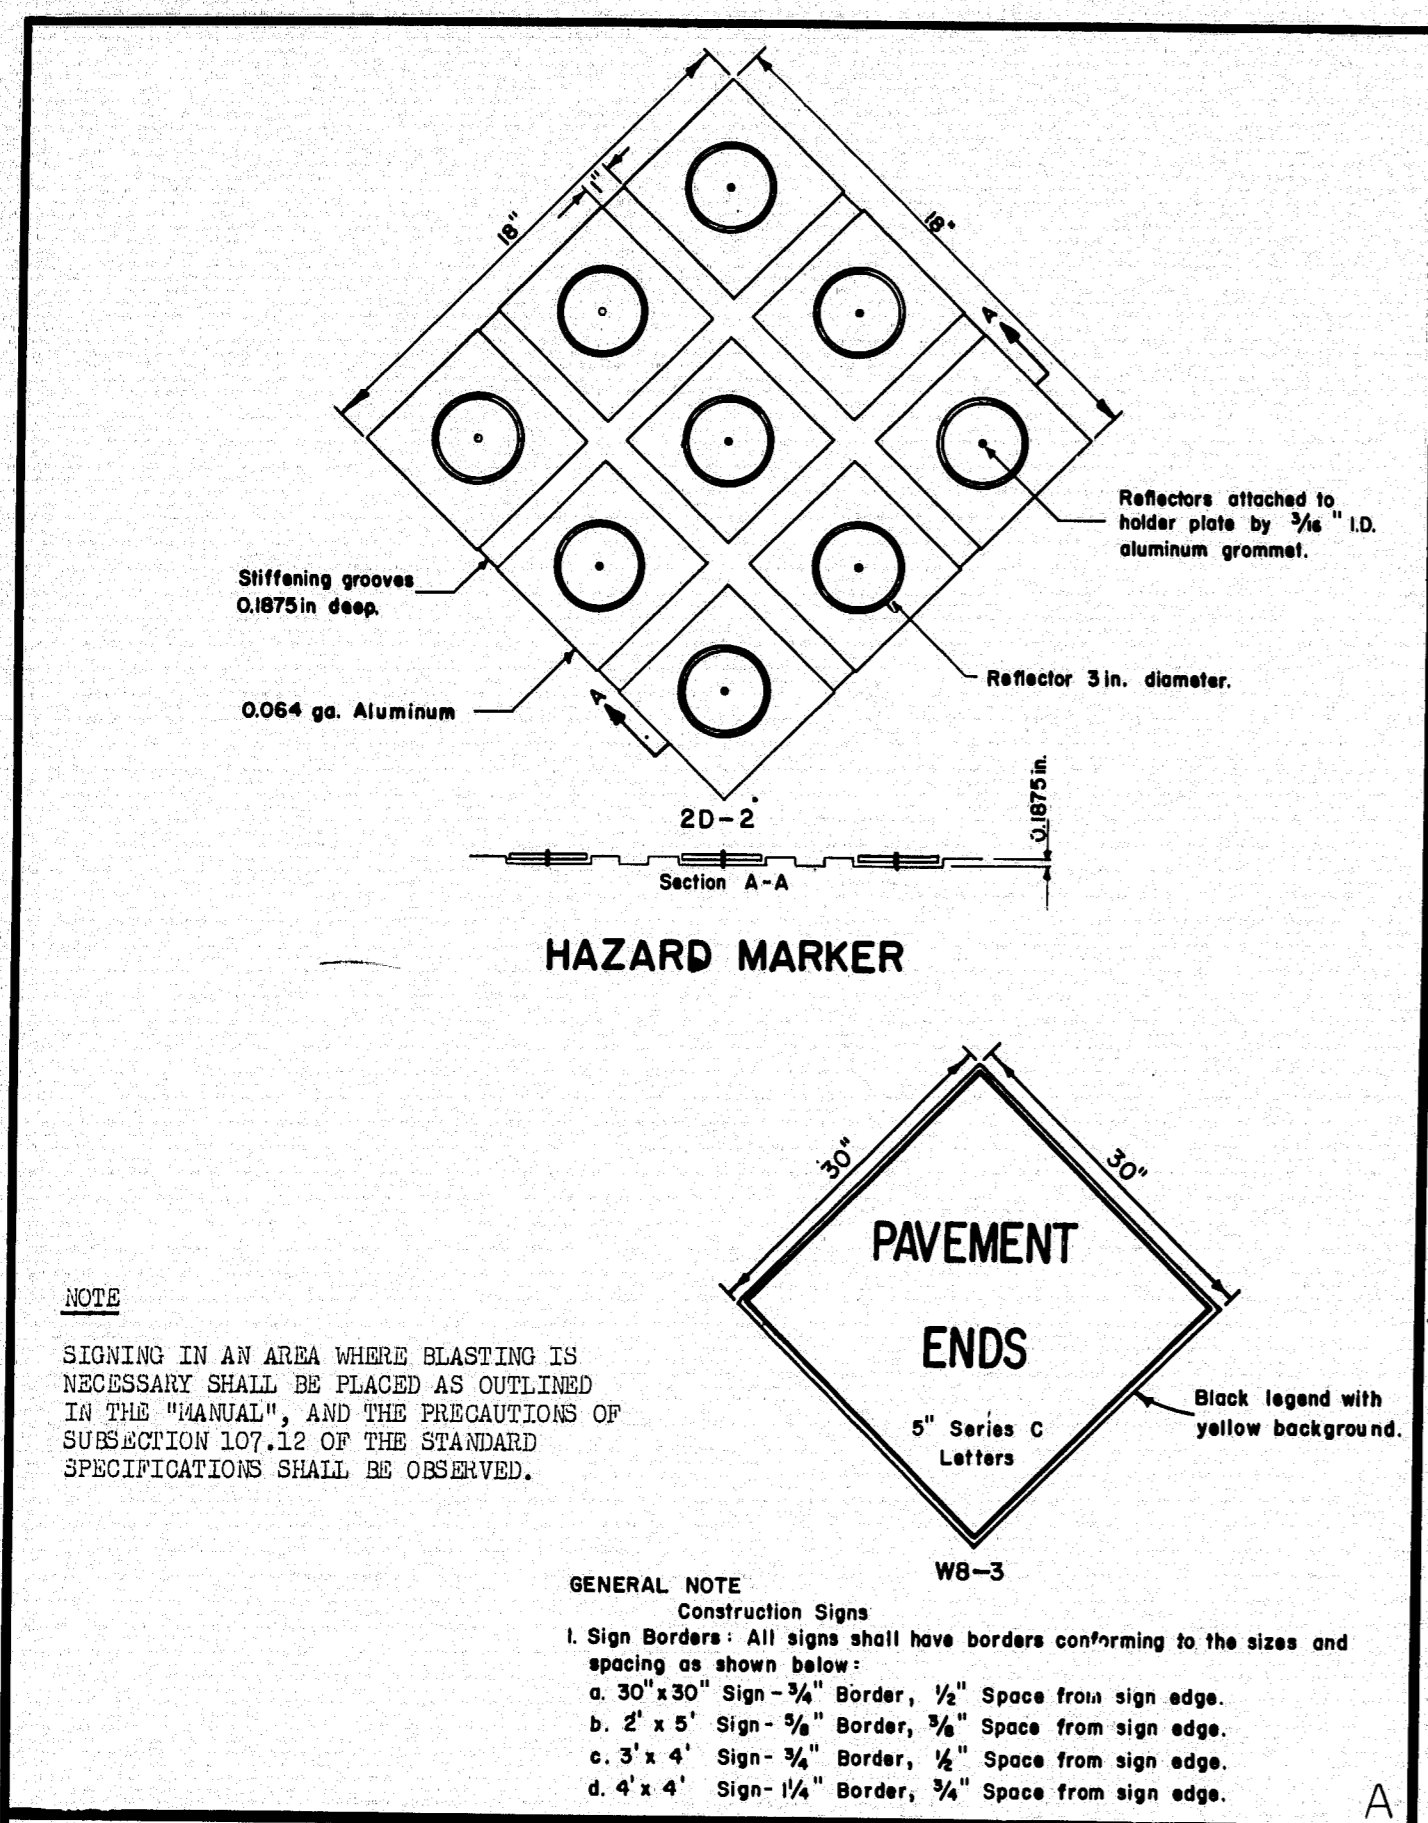 18"
1"
18"
A
Reflectors attached to
holder plate by 3/16" I.D.
aluminum grommet.
Stiffening grooves
0.1875in deep.
Reflector 3in. diameter.
0.064 ga. Aluminum
A
2D-2
0.1875in.
Section A-A
HAZARD MARKER
30"
30"
PAVEMENT
ENDS
5" Series C
Letters
Black legend with
yellow background.
W8-3
NOTE
SIGNING IN AN AREA WHERE BLASTING IS
NECESSARY SHALL BE PLACED AS OUTLINED
IN THE "MANUAL", AND THE PRECAUTIONS OF
SUBSECTION 107.12 OF THE STANDARD
SPECIFICATIONS SHALL BE OBSERVED.
GENERAL NOTE
Construction Signs
1. Sign Borders: All signs shall have borders conforming to the sizes and
spacing as shown below:
a. 30"x30" Sign-3/4" Border, 1/2" Space from sign edge.
b. 2' x 5' Sign-5/8" Border, 3/8" Space from sign edge.
c. 3' x 4' Sign-3/4" Border, 1/2" Space from sign edge.
d. 4' x 4' Sign-1 1/4" Border, 3/4" Space from sign edge.
A